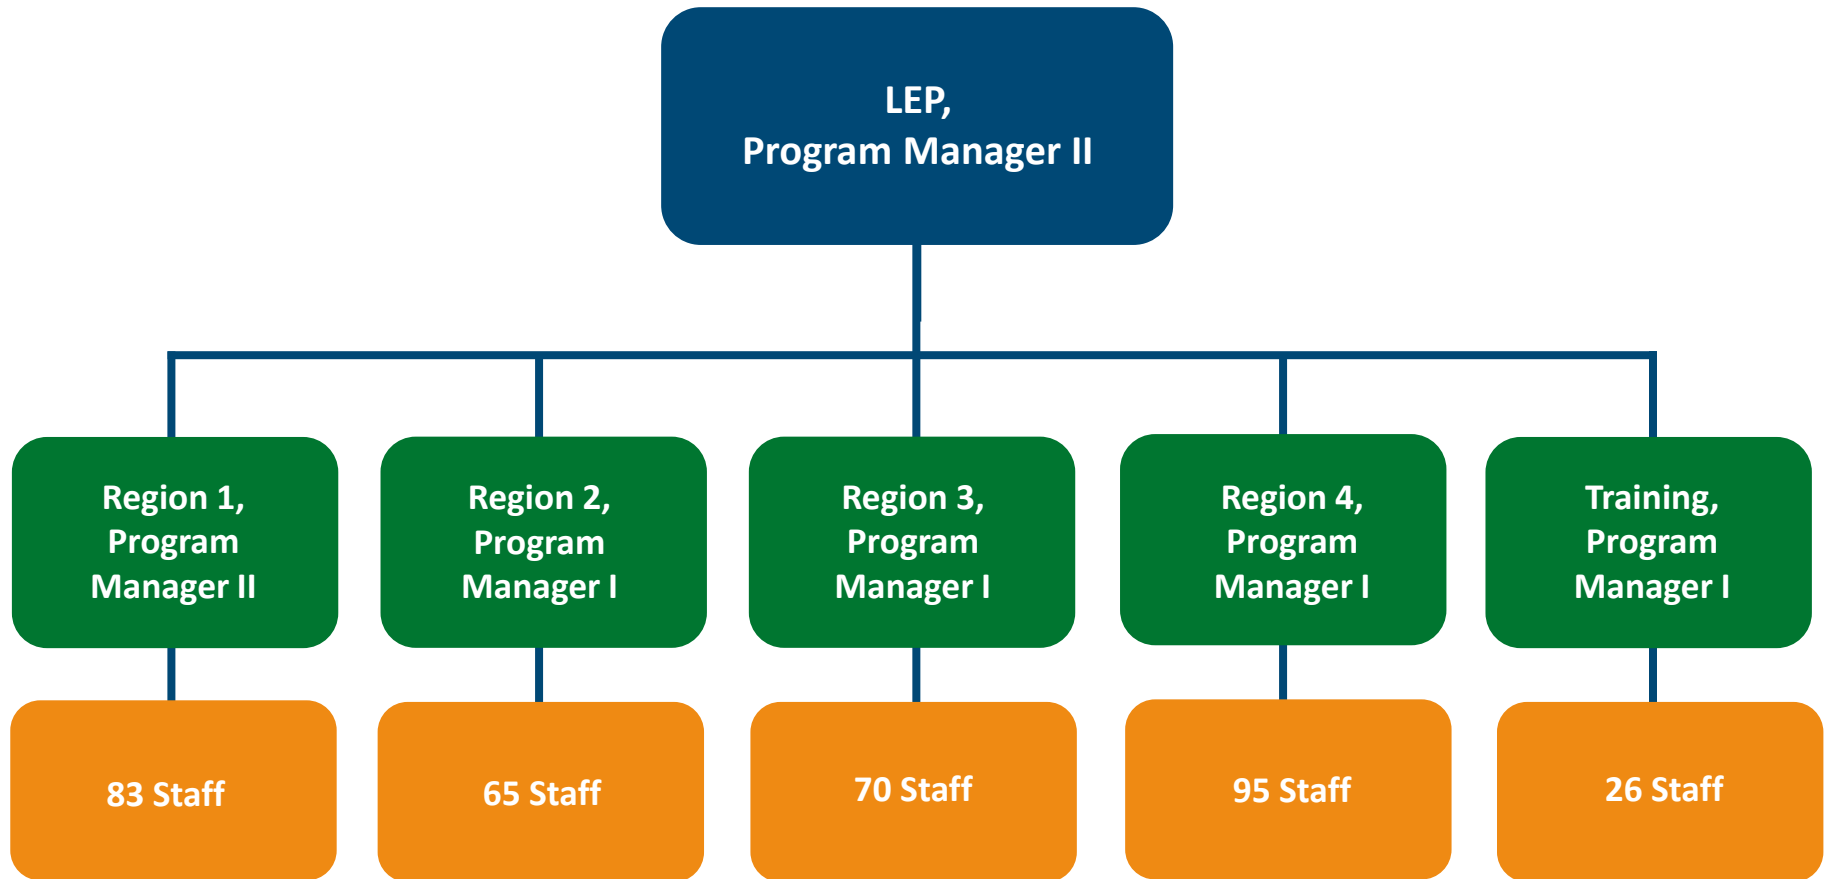 LEP,
Program Manager II
Region 1,
Program
Manager II
Region 2,
Program
Manager I
Region 3,
Program
Manager I
Region 4,
Program
Manager I
Training,
Program
Manager I
83 Staff
65 Staff
70 Staff
95 Staff
26 Staff